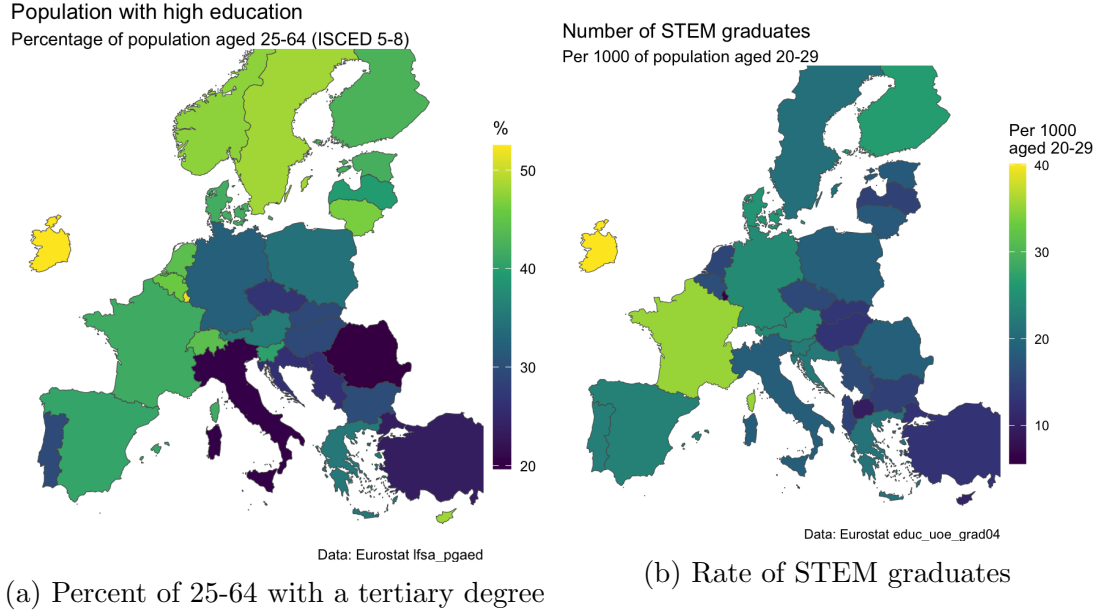 Population with high education
Percentage of population aged 25-64 (ISCED 5-8)
%
50
40
30
20
Data: Eurostat lfsa_pgaed
(a) Percent of 25-64 with a tertiary degree
Number of STEM graduates
Per 1000 of population aged 20-29
Per 1000
aged 20-29
40
30
20
10
Data: Eurostat educ_uoe_grad04
(b) Rate of STEM graduates